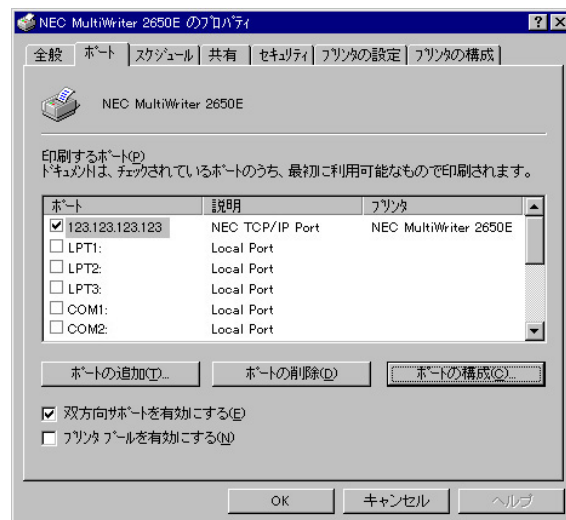 NEC MultiWriter 2650E のプロパティ
全般 ポート スケジュール 共有 セキュリティ プリンタの設定 プリンタの構成
NEC MultiWriter 2650E
印刷するポート(P)
ドキュメントは、チェックされているポートのうち、最初に利用可能なもので印刷されます。
ポート 説明 プリンタ
123.123.123.123 NEC TCP/IP Port NEC MultiWriter 2650E
LPT1: Local Port
LPT2: Local Port
LPT3: Local Port
COM1: Local Port
COM2: Local Port
ポートの追加(T)... ポートの削除(D) ポートの構成(C)...
双方向サポートを有効にする(E)
プリンタ プールを有効にする(N)
OK キャンセル ヘルプ